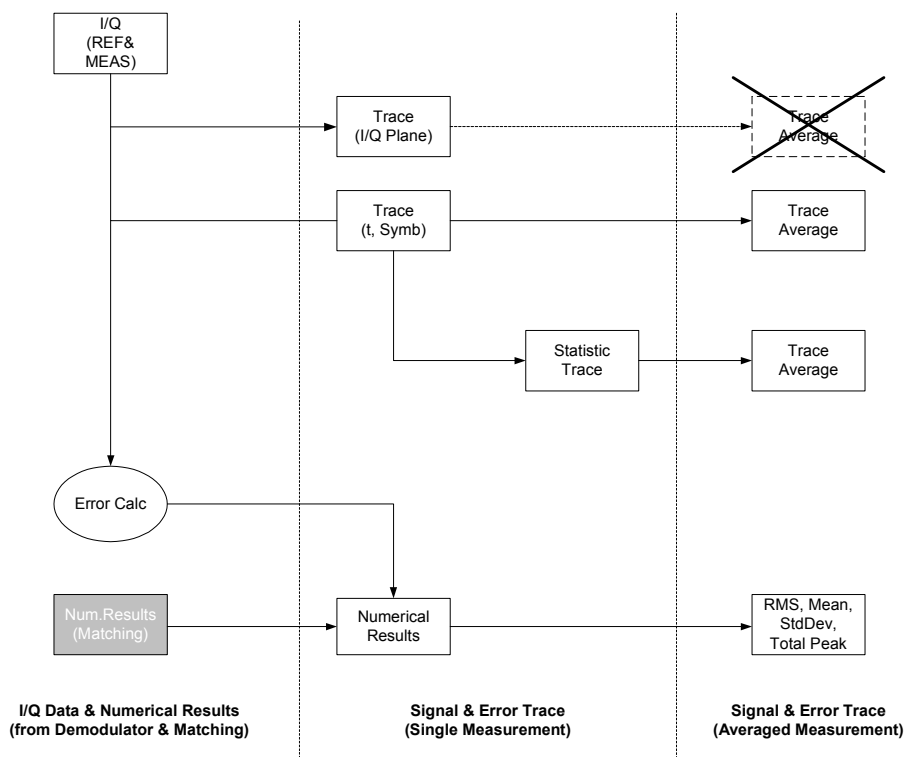 I/Q
(REF&
MEAS)
Trace
(I/Q Plane)
Trace
Average
Trace
(t, Symb)
Trace
Average
Statistic
Trace
Trace
Average
Error Calc
Num.Results
(Matching)
Numerical
Results
RMS, Mean,
StdDev,
Total Peak
I/Q Data & Numerical Results
(from Demodulator & Matching)
Signal & Error Trace
(Single Measurement)
Signal & Error Trace
(Averaged Measurement)